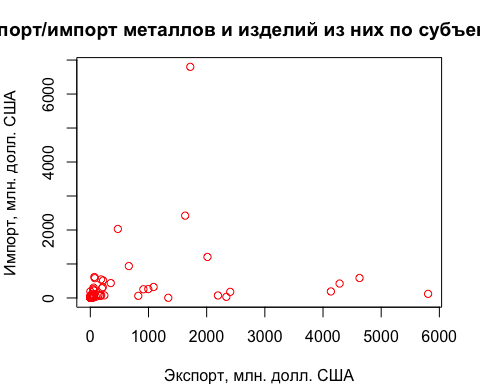 порт/импорт металлов и изделий из них по субъек
Импорт, млн. долл. США
0 2000 4000 6000
0 1000 2000 3000 4000 5000 6000
Экспорт, млн. долл. США